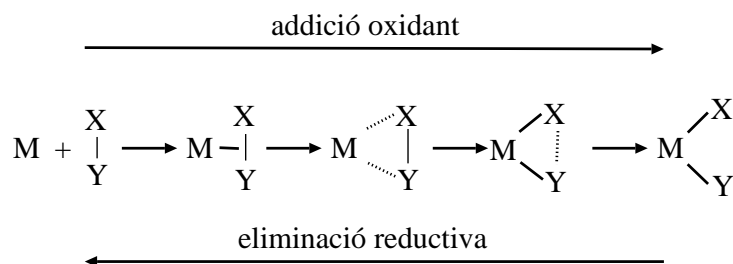 addició oxidant
X X X X X
M + M M M M
Y Y Y Y Y
eliminació reductiva